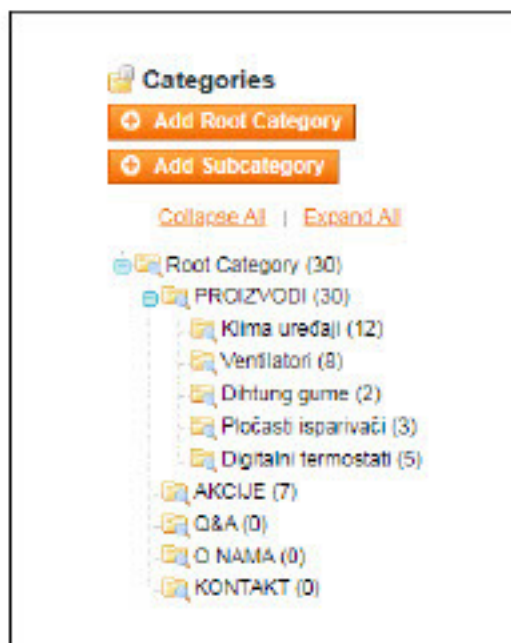 Categories
Add Root Category
Add Subcategory
Collapse All | Expand All
Root Category (30)
PROIZVODI (30)
Klima uređaji (12)
Ventilatori (8)
Dihtung gume (2)
Pločasti isparivači (3)
Digitalni termostati (5)
AKCIJE (7)
Q&A (0)
O NAMA (0)
KONTAKT (0)